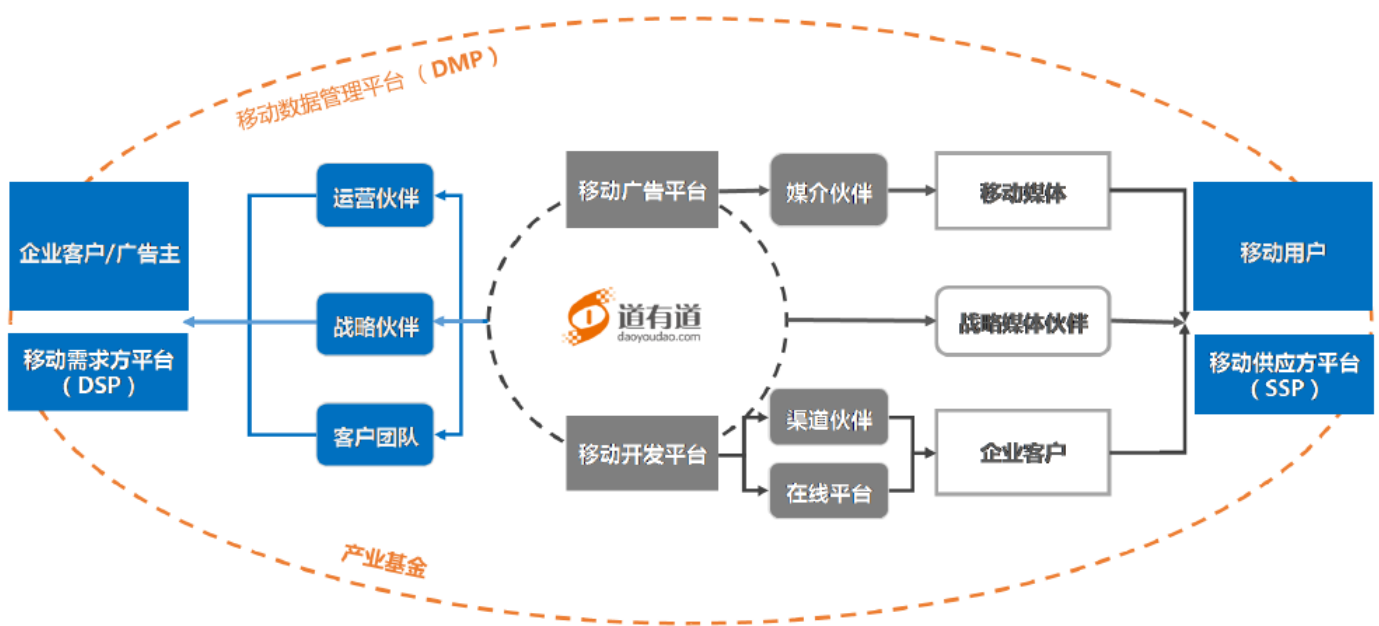 移动数据管理平台（DMP）
企业客户/广告主
移动需求方平台
（DSP）
运营伙伴
战略伙伴
客户团队
移动广告平台
道有道
daoyoudao.com
移动开发平台
媒介伙伴
渠道伙伴
在线平台
移动媒体
战略媒体伙伴
企业客户
移动用户
移动供应方平台
（SSP）
产业基金